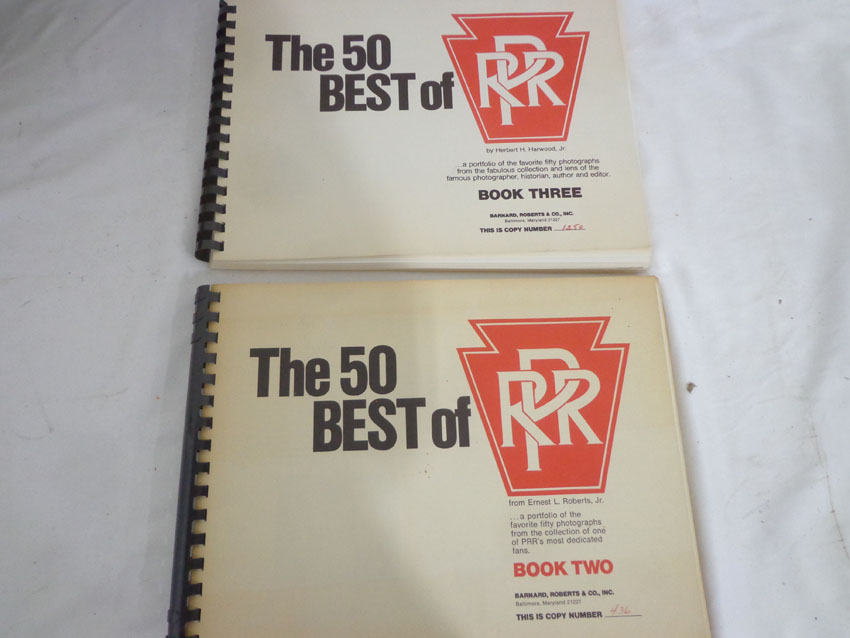 The 50
BEST of
PRR
by Herbert H. Harwood, Jr.
...a portfolio of the favorite fifty photographs
from the fabulous collection and lens of the
famous photographer, historian, author and editor.
BOOK THREE
BARNARD, ROBERTS & CO., INC.
Baltimore, Maryland 21227
THIS IS COPY NUMBER 1250
The 50
BEST of
PRR
from Ernest L. Roberts, Jr.
...a portfolio of the
favorite fifty photographs
from the collection of one
of PRR's most dedicated
fans.
BOOK TWO
BARNARD, ROBERTS & CO., INC.
Baltimore, Maryland 21227
THIS IS COPY NUMBER 436